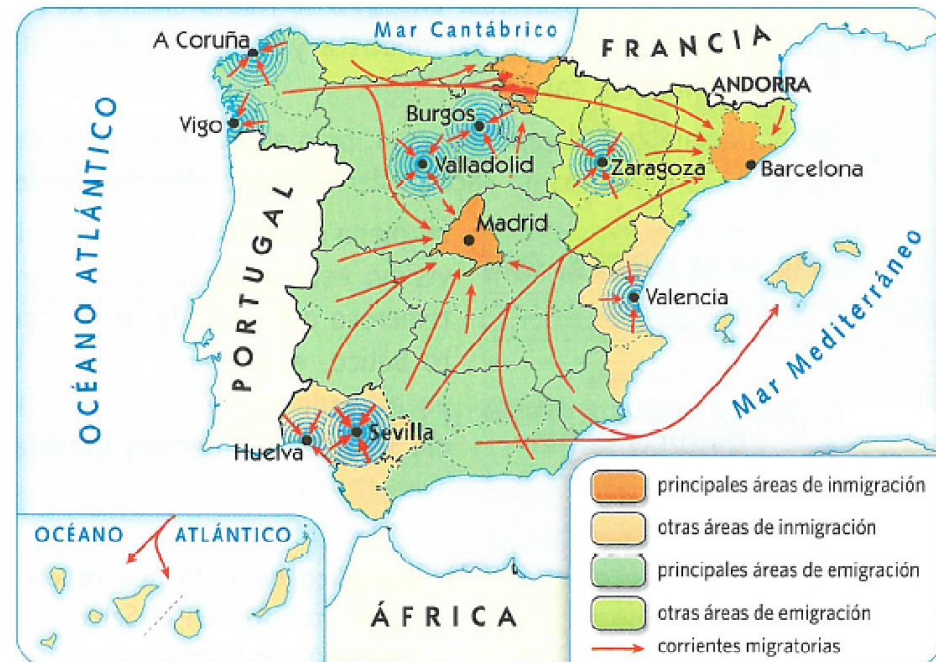 A Coruña
Mar Cantábrico
FRANCIA
ANDORRA
Vigo
Burgos
Valladolid
Zaragoza
Barcelona
OCÉANO ATLÁNTICO
PORTUGAL
Madrid
Valencia
Mar Mediterráneo
Huelva
Sevilla
OCÉANO ATLÁNTICO
ÁFRICA
principales áreas de inmigración
otras áreas de inmigración
principales áreas de emigración
otras áreas de emigración
corrientes migratorias